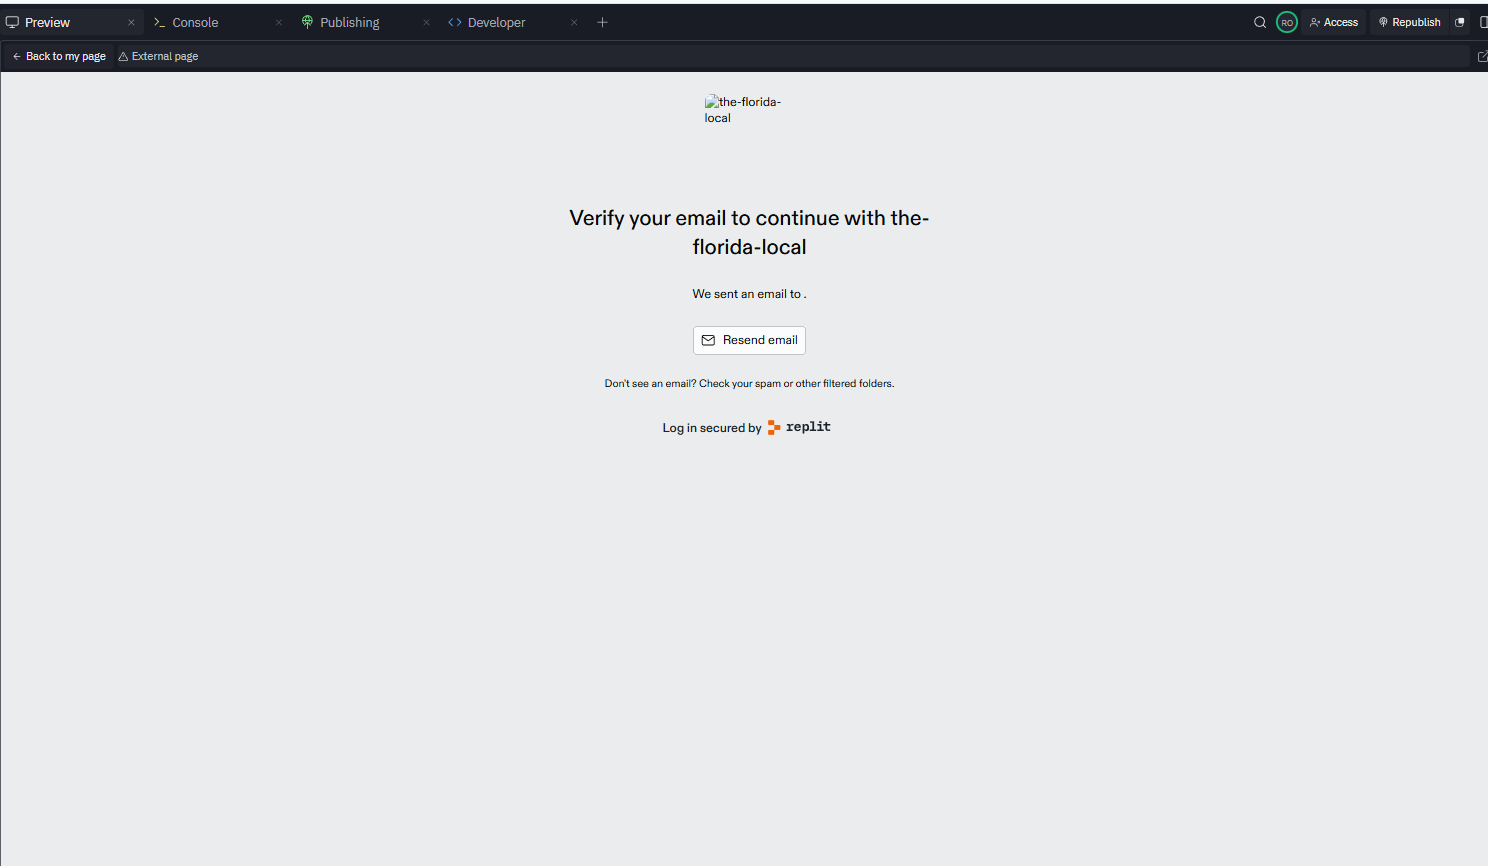 Preview
Console
Publishing
Developer
RO
Access
Republish
Back to my page
External page
the-florida-
local
Verify your email to continue with the-
florida-local
We sent an email to .
Resend email
Don't see an email? Check your spam or other filtered folders.
Log in secured by replit